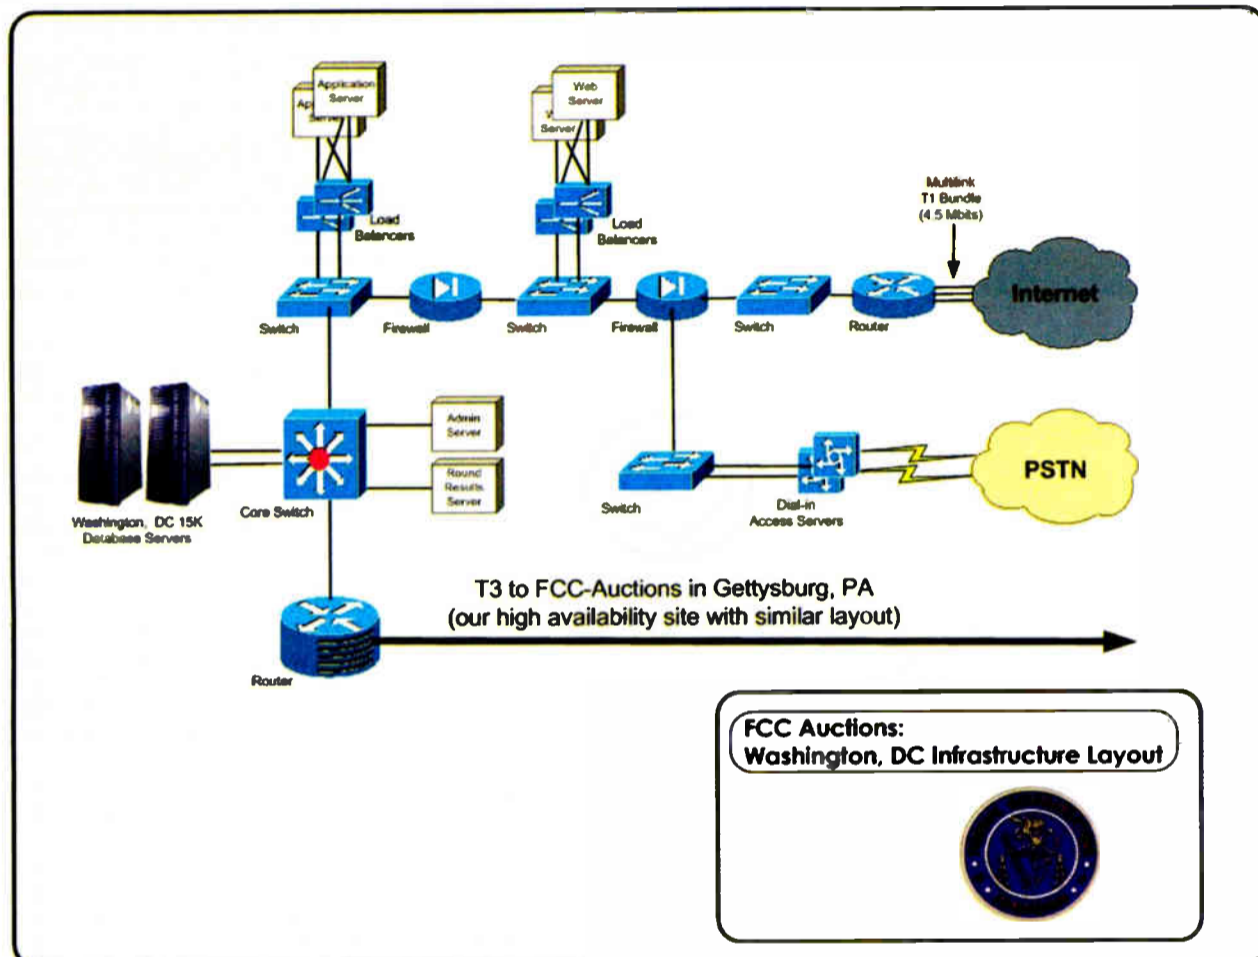 Application
Server
Server
Web
Server
Server
Load
Balancers
Load
Balancers
Multilink
T1 Bundle
(4.5 Mbits)
Internet
Switch
Firewall
Switch
Firewall
Switch
Router
Washington, DC 15K
Database Servers
Core Switch
Admin
Server
Round
Results
Server
Switch
Dial-in
Access Servers
PSTN
T3 to FCC-Auctions in Gettysburg, PA
(our high availability site with similar layout)
Router
FCC Auctions:
Washington, DC Infrastructure Layout